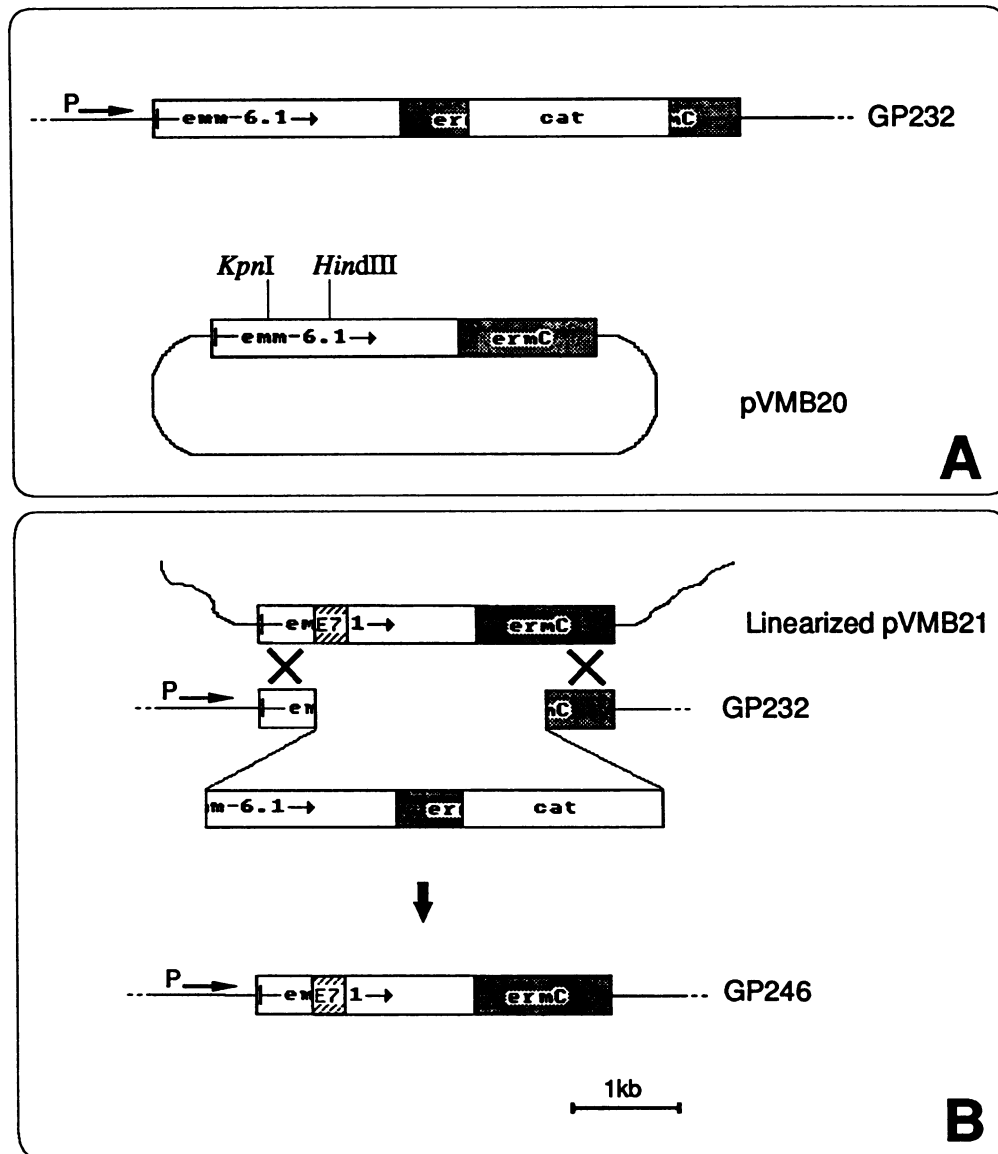 P
emm-6.1 er cat mC GP232
KpnI HindIII
emm-6.1 ermC
pVMB20
A
em E7 1 ermC Linearized pVMB21
P
em mC GP232
m-6.1 er cat
P
em E7 1 ermC GP246
1kb
B